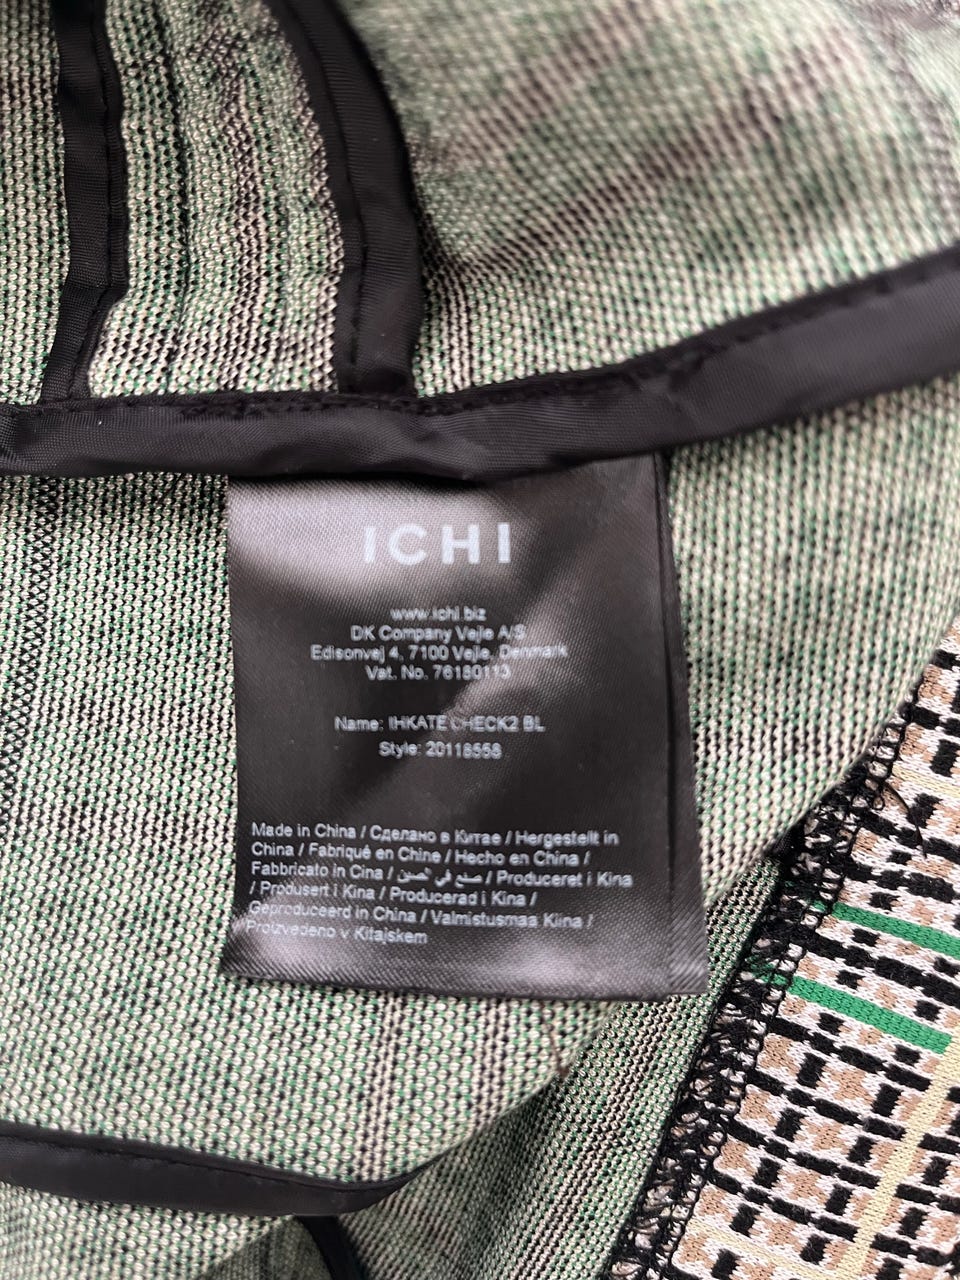 ICHI
www.ichi.biz
DK Company Vejle A/S
Edisonvej 4, 7100 Vejle, Denmark
Vat. No. 76180113
Name: IHKATE CHECK2 BL
Style: 20118558
Made in China / Сделано в Китае / Hergestellt in
China / Fabriqué en Chine / Hecho en China /
Fabbricato in Cina / صنع في الصين / Produceret i Kina
/ Produsert i Kina / Producerad i Kina /
Geproduceerd in China / Valmistusmaa Kiina /
Proizvedeno v Kitajskem